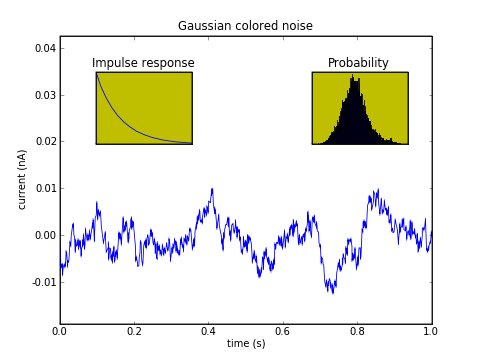 Gaussian colored noise
0.04
Impulse response
Probability
0.03
0.02
0.01
0.00
-0.01
current (nA)
0.0
0.2
0.4
0.6
0.8
1.0
time (s)